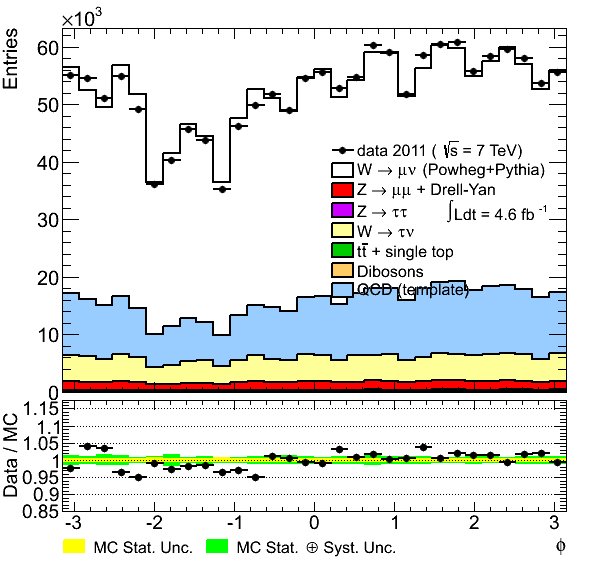 ×10³
Entries
60
50
40
30
20
10
0
data 2011 ( √s = 7 TeV)
W → μν (Powheg+Pythia)
Z → μμ + Drell-Yan
Z → ττ
∫Ldt = 4.6 fb⁻¹
W → τν
tt̄ + single top
Dibosons
QCD (template)
Data / MC
1.15
1.1
1.05
1
0.95
0.9
0.85
-3 -2 -1 0 1 2 3
ϕ
MC Stat. Unc. MC Stat. ⊕ Syst. Unc.